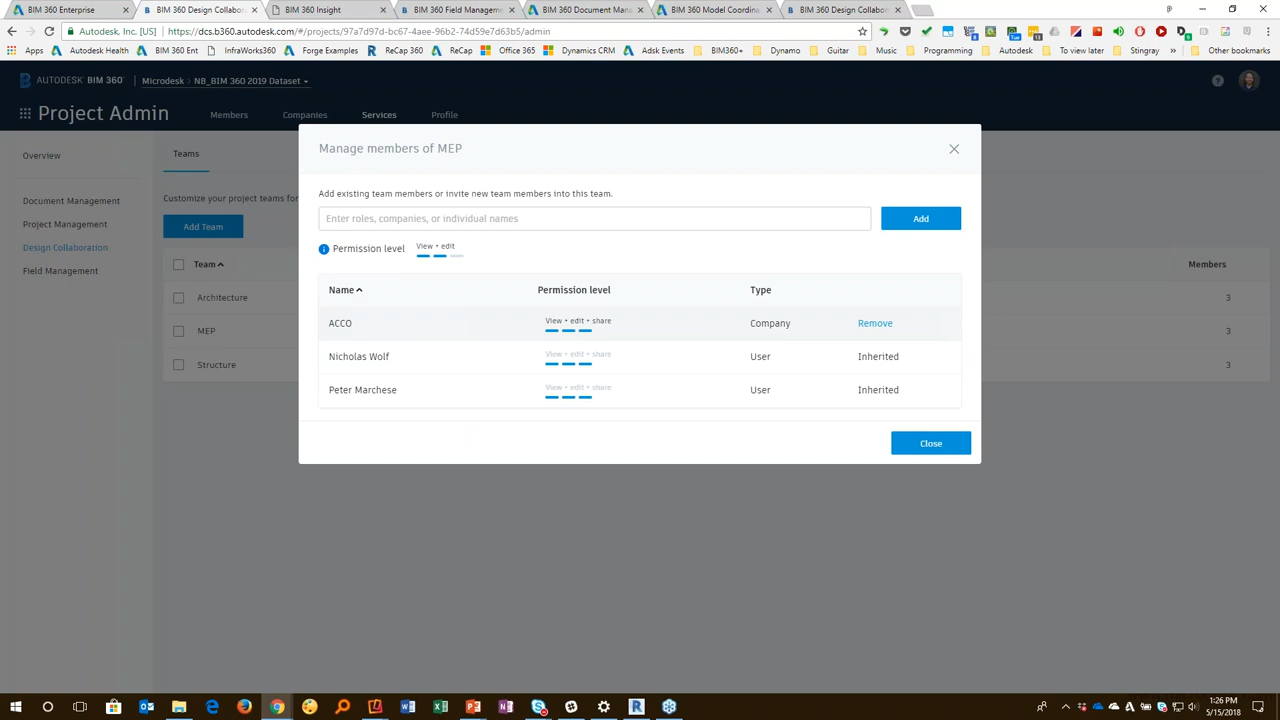 BIM 360 Enterprise
BIM 360 Design Collabor
BIM 360 Insight
BIM 360 Field Manageme
BIM 360 Document Mana
BIM 360 Model Coordina
BIM 360 Design Collabor
Autodesk, Inc. [US]
https://dcs.b360.autodesk.com/#/projects/97a7d97d-bc67-4aee-96b2-74d59e7d63b5/admin
Apps
Autodesk Health
BIM 360 Ent
InfraWorks360
Forge Examples
ReCap 360
Office 365
Dynamics CRM
Adsk Events
BIM360+
Dynamo
Guitar
Music
Programming
Autodesk
To view later
Stingray
»
Other bookmarks
AUTODESK BIM 360
Microdesk > NB_BIM 360 2019 Dataset
Project Admin
Members
Companies
Services
Profile
Overview
Document Management
Project Management
Design Collaboration
Field Management
Teams
Customize your project teams for
Add Team
Team
Members
Architecture
3
MEP
3
Structure
3
Manage members of MEP
Add existing team members or invite new team members into this team.
Enter roles, companies, or individual names
Add
Permission level
View + edit
Name
Permission level
Type
ACCO
View + edit + share
Company
Remove
Nicholas Wolf
View + edit + share
User
Inherited
Peter Marchese
View + edit + share
User
Inherited
Close
1:26 PM
5/15/2018